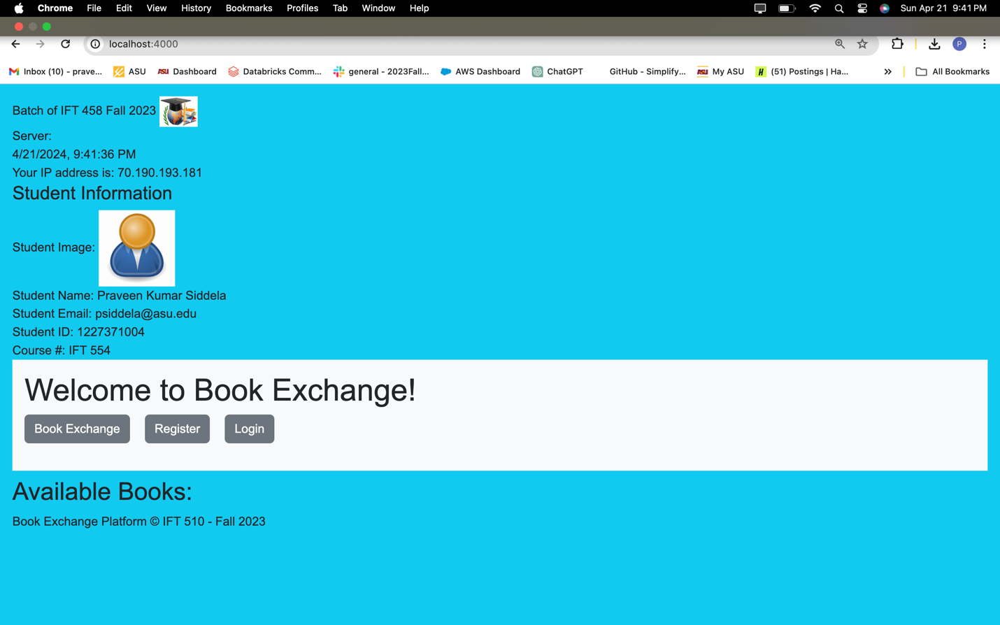 Chrome File Edit View History Bookmarks Profiles Tab Window Help Sun Apr 21 9:41 PM
localhost:4000 P
Inbox (10) - prave... ASU ASU Dashboard Databricks Comm... general - 2023Fall... AWS Dashboard ChatGPT GitHub - Simplify... ASU My ASU H (51) Postings | Ha... » All Bookmarks
Batch of IFT 458 Fall 2023
Server:
4/21/2024, 9:41:36 PM
Your IP address is: 70.190.193.181
Student Information
Student Image:
Student Name: Praveen Kumar Siddela
Student Email: psiddela@asu.edu
Student ID: 1227371004
Course #: IFT 554
Welcome to Book Exchange!
Book Exchange Register Login
Available Books:
Book Exchange Platform © IFT 510 - Fall 2023